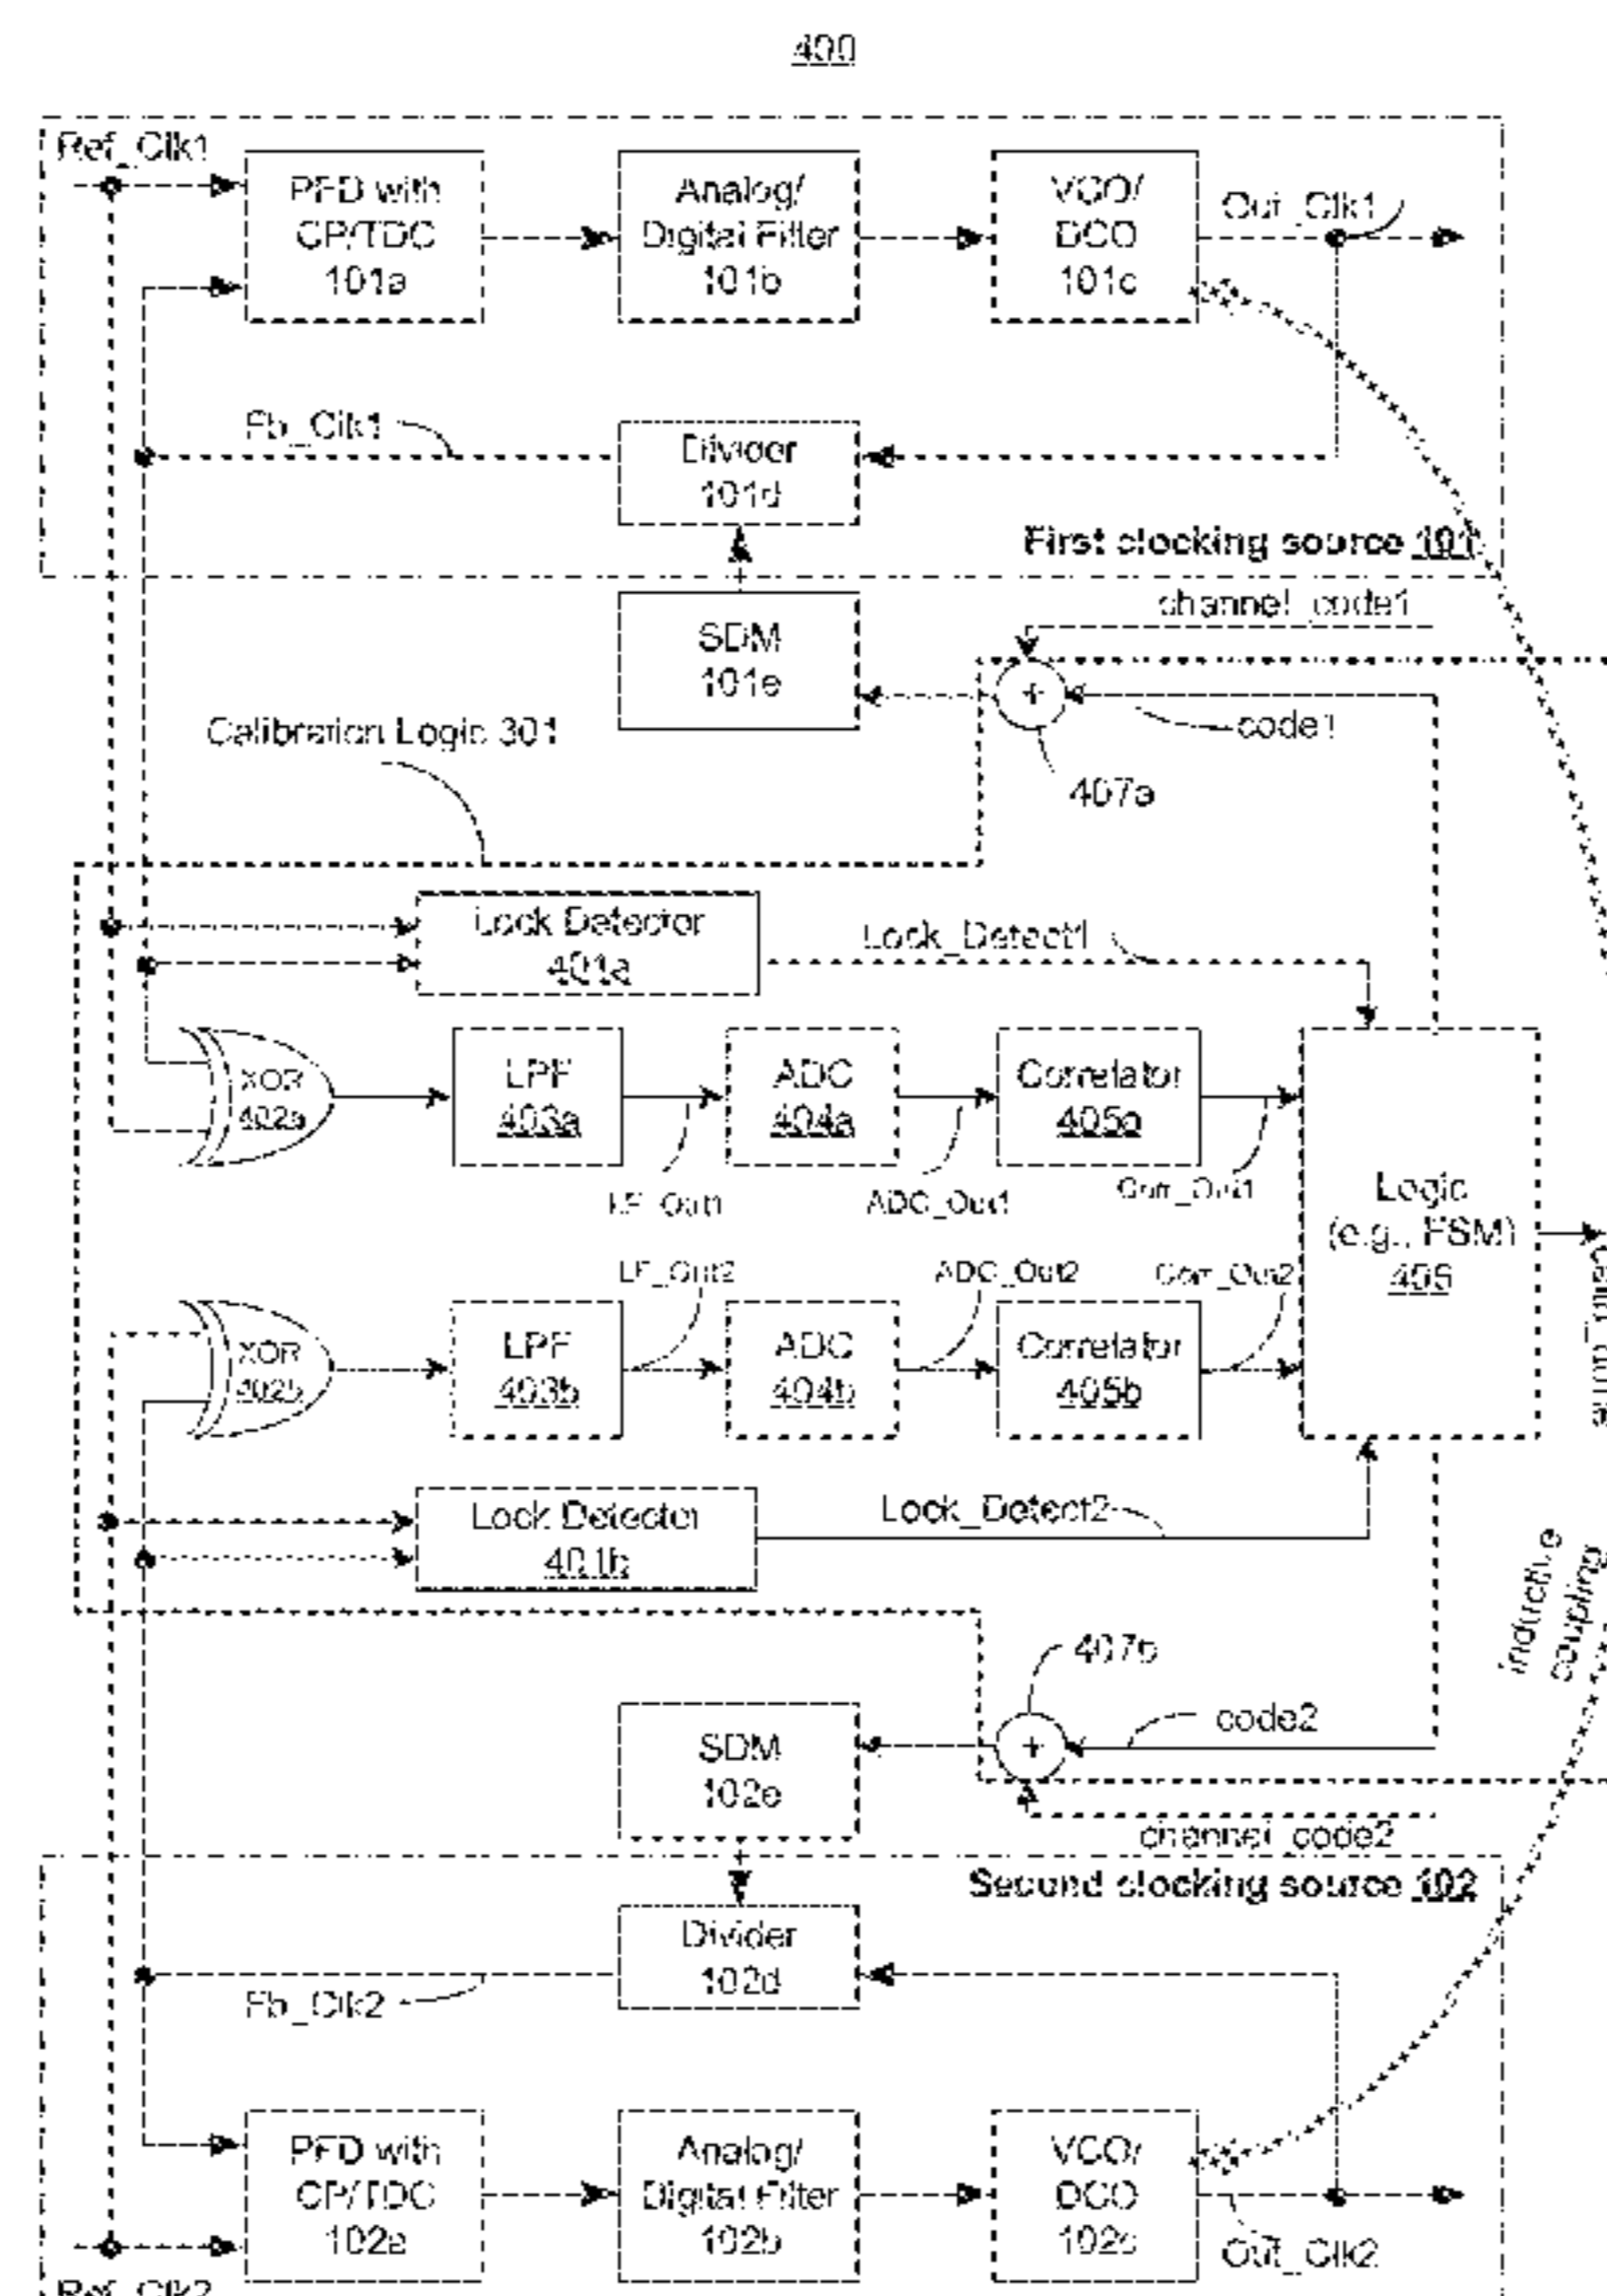 400
Ref_Clk1
PFD with
CP/TDC
101a
Analog/
Digital Filter
101b
VCO/
DCO
101c
Out_Clk1
Fb_Clk1
Divider
101d
First clocking source 101
channel_code1
SDM
101e
+
code1
Calibration Logic 301
407a
Lock Detector
401a
Lock_Detect1
XOR
402a
LPF
403a
ADC
404a
Correlator
405a
LF_Out1
ADC_Out1
Corr_Out1
Logic
(e.g., FSM)
406
LF_Out2
ADC_Out2
Corr_Out2
XOR
402b
LPF
403b
ADC
404b
Correlator
405b
Lock Detector
401b
Lock_Detect2
inductive
coupling
407b
SDM
102e
+
code2
channel_code2
Second clocking source 102
Divider
102d
Fb_Clk2
PFD with
CP/TDC
102a
Analog/
Digital Filter
102b
VCO/
DCO
102c
Out_Clk2
Ref_Clk2